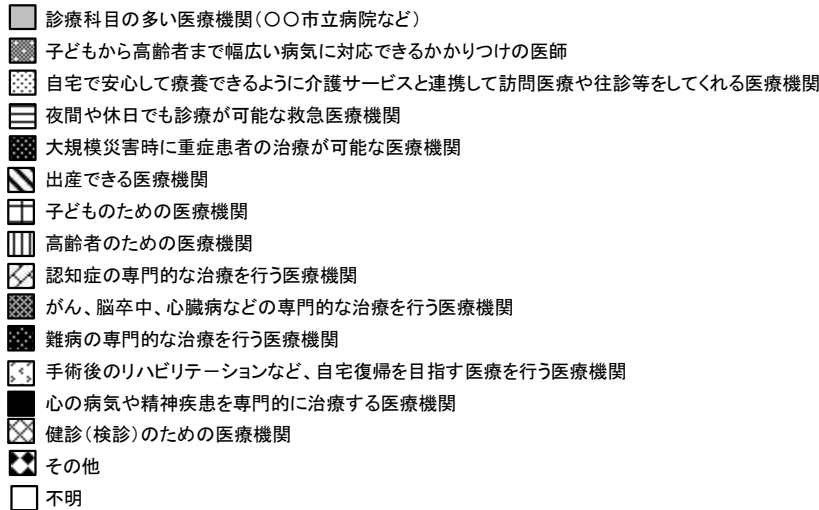 診療科目の多い医療機関(〇〇市立病院など)
子どもから高齢者まで幅広い病気に対応できるかかりつけの医師
自宅で安心して療養できるように介護サービスと連携して訪問医療や往診等をしてくれる医療機関
夜間や休日でも診療が可能な救急医療機関
大規模災害時に重症患者の治療が可能な医療機関
出産できる医療機関
子どものための医療機関
高齢者のための医療機関
認知症の専門的な治療を行う医療機関
がん、脳卒中、心臓病などの専門的な治療を行う医療機関
難病の専門的な治療を行う医療機関
手術後のリハビリテーションなど、自宅復帰を目指す医療を行う医療機関
心の病気や精神疾患を専門的に治療する医療機関
健診(検診)のための医療機関
その他
不明